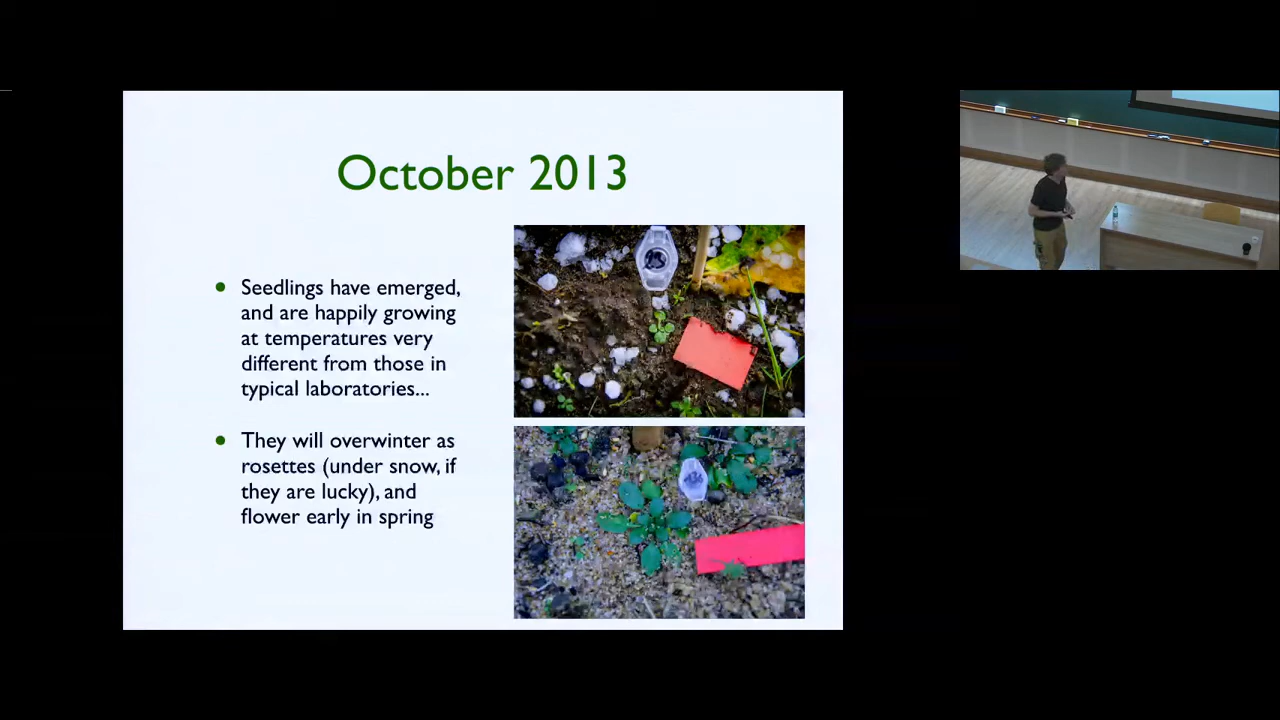 October 2013
• Seedlings have emerged,
and are happily growing
at temperatures very
different from those in
typical laboratories...
• They will overwinter as
rosettes (under snow, if
they are lucky), and
flower early in spring